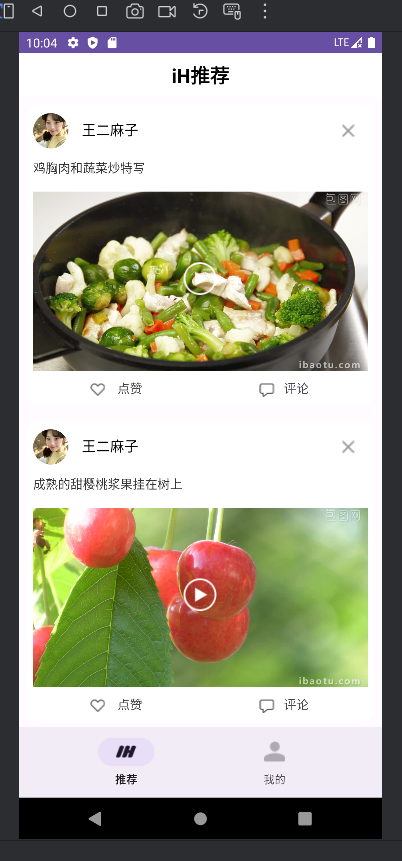 10:04 LTE
iH推荐
王二麻子
鸡胸肉和蔬菜炒特写
包图网
ibaotu.com
点赞 评论
王二麻子
成熟的甜樱桃浆果挂在树上
包图网
ibaotu.com
点赞 评论
IH
推荐 我的